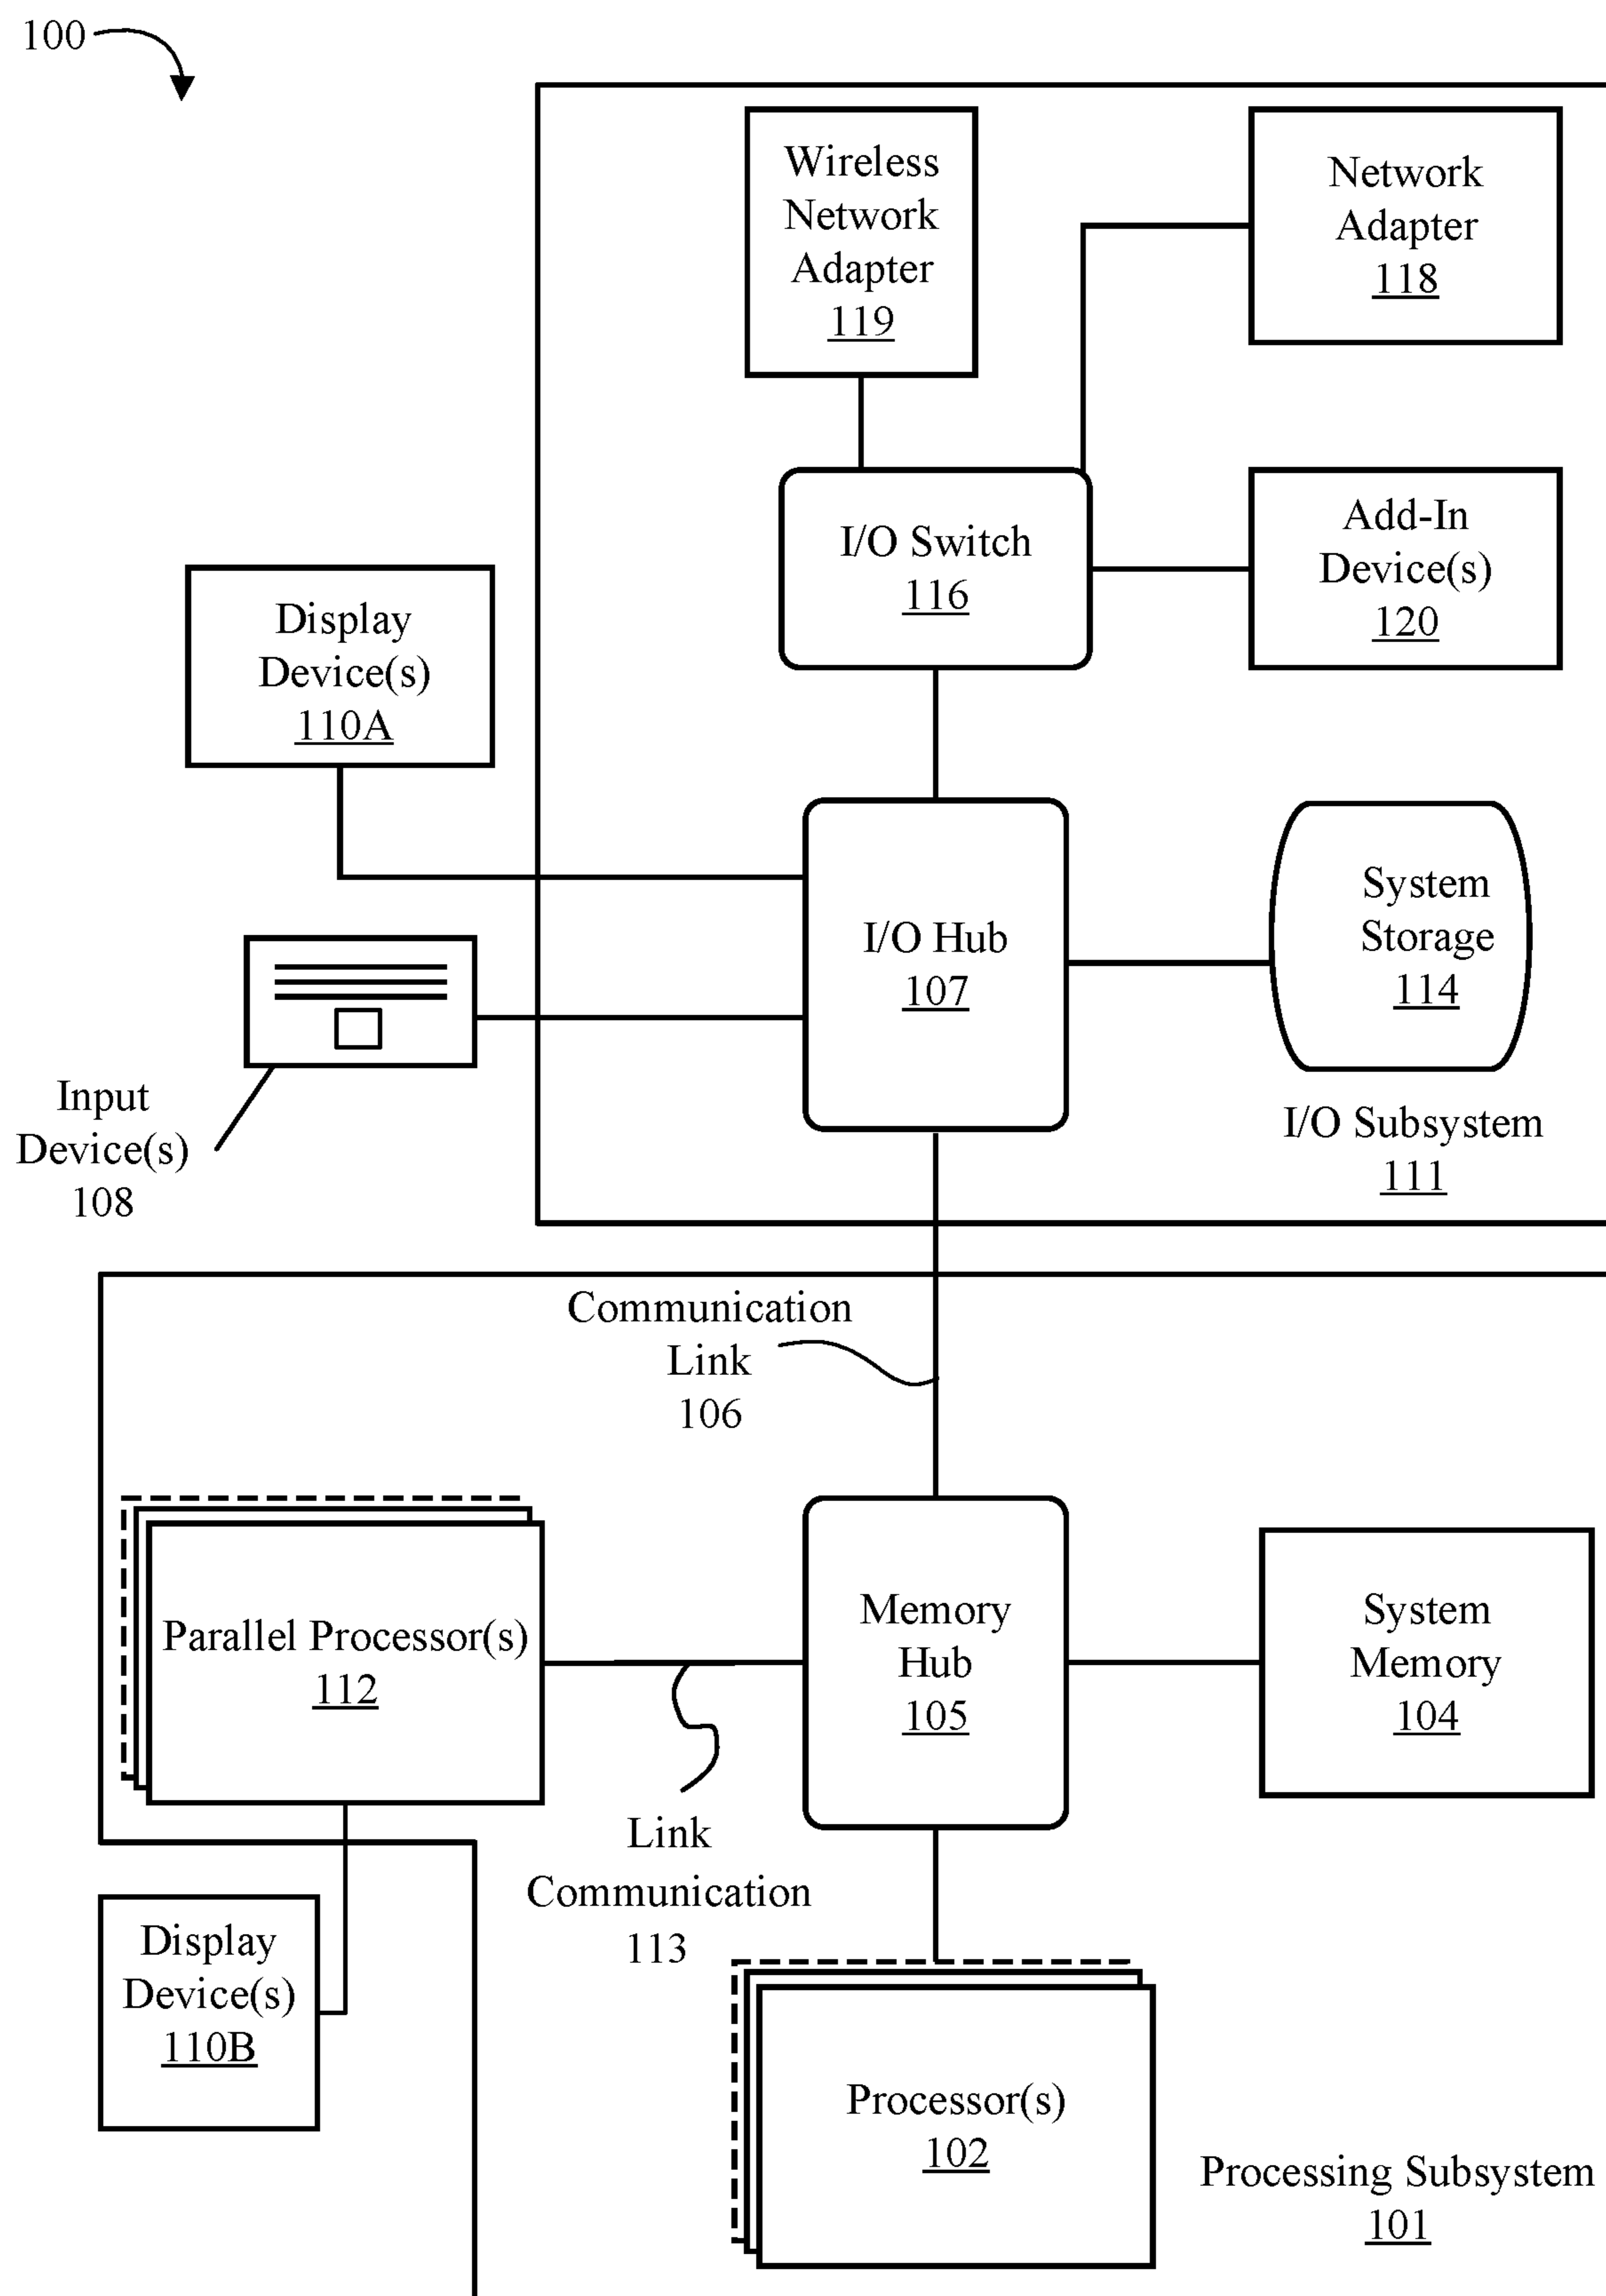 100
Wireless
Network
Adapter
119
Network
Adapter
118
I/O Switch
116
Add-In
Device(s)
120
Display
Device(s)
110A
I/O Hub
107
System
Storage
114
Input
Device(s)
108
I/O Subsystem
111
Communication
Link
106
Parallel Processor(s)
112
Memory
Hub
105
System
Memory
104
Link
Communication
113
Display
Device(s)
110B
Processor(s)
102
Processing Subsystem
101